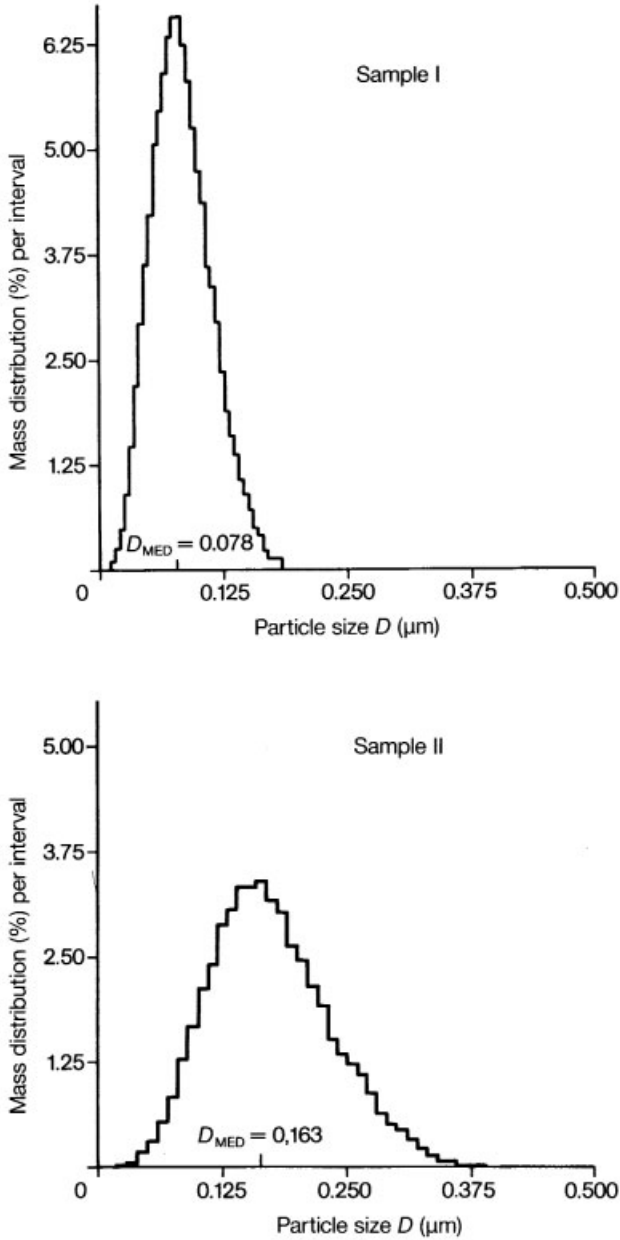 6.25
Sample I
5.00
3.75
2.50
1.25
Mass distribution (%) per interval
D_MED = 0.078
0 0.125 0.250 0.375 0.500
Particle size D (µm)
5.00
Sample II
3.75
2.50
1.25
Mass distribution (%) per interval
D_MED = 0,163
0 0.125 0.250 0.375 0.500
Particle size D (µm)